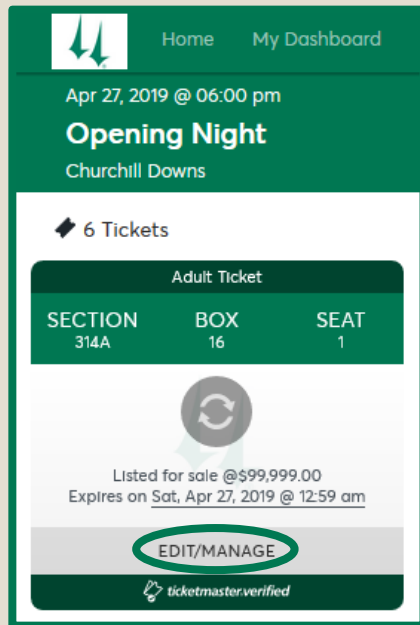 Home My Dashboard
Apr 27, 2019 @ 06:00 pm
Opening Night
Churchill Downs
6 Tickets
Adult Ticket
SECTION BOX SEAT
314A 16 1
Listed for sale @$99,999.00
Expires on Sat, Apr 27, 2019 @ 12:59 am
EDIT/MANAGE
ticketmaster.verified